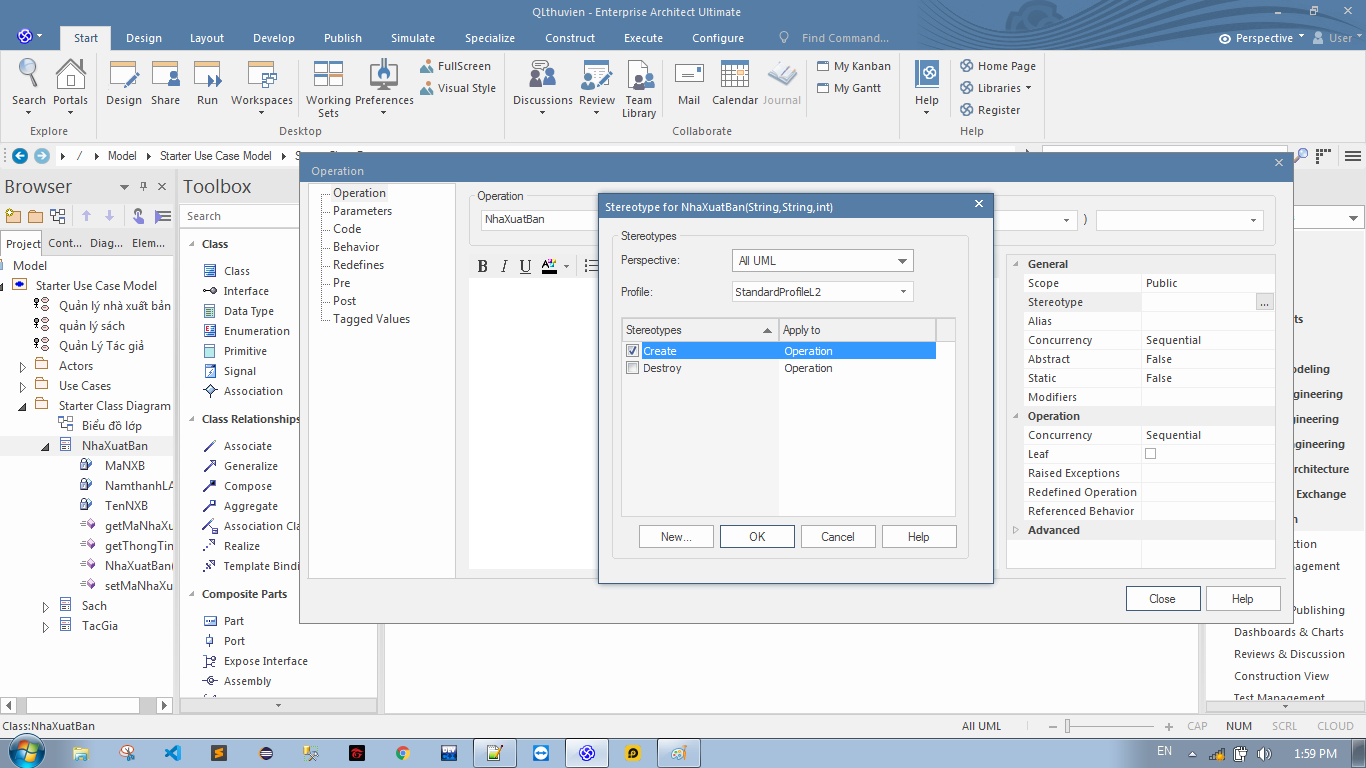 QLthuvien - Enterprise Architect Ultimate
Start Design Layout Develop Publish Simulate Specialize Construct Execute Configure Find Command... Perspective User
Search Portals Design Share Run Workspaces Working Sets Preferences FullScreen Visual Style Discussions Review Team Library Mail Calendar Journal My Kanban My Gantt Help Home Page Libraries Register
Explore Desktop Collaborate Help
/ Model Starter Use Case Model
Browser
Project Cont... Diag... Elem...
Model
Starter Use Case Model
Quản lý nhà xuất bản
quản lý sách
Quản Lý Tác giả
Actors
Use Cases
Starter Class Diagram
Biểu đồ lớp
NhaXuatBan
MaNXB
NamthanhLA
TenNXB
getMaNhaXu
getThongTin
NhaXuatBan(
setMaNhaXu
Sach
TacGia
Toolbox
Search
Class
Class
Interface
Data Type
Enumeration
Primitive
Signal
Association
Class Relationships
Associate
Generalize
Compose
Aggregate
Association Cla
Realize
Template Bindi
Composite Parts
Part
Port
Expose Interface
Assembly
Operation
Operation
Parameters
Code
Behavior
Redefines
Pre
Post
Tagged Values
Operation
NhaXuatBan
)
B I U A
Stereotype for NhaXuatBan(String,String,int)
Stereotypes
Perspective: All UML
Profile: StandardProfileL2
Stereotypes Apply to
Create Operation
Destroy Operation
New... OK Cancel Help
General
Scope Public
Stereotype ...
Alias
Concurrency Sequential
Abstract False
Static False
Modifiers
Operation
Concurrency Sequential
Leaf
Raised Exceptions
Redefined Operation
Referenced Behavior
Advanced
Close Help
ts
deling
gineering
ineering
ngineering
rchitecture
Exchange
n
ction
agement
Publishing
Dashboards & Charts
Reviews & Discussion
Construction View
Test Management
Class:NhaXuatBan All UML CAP NUM SCRL CLOUD
EN 1:59 PM